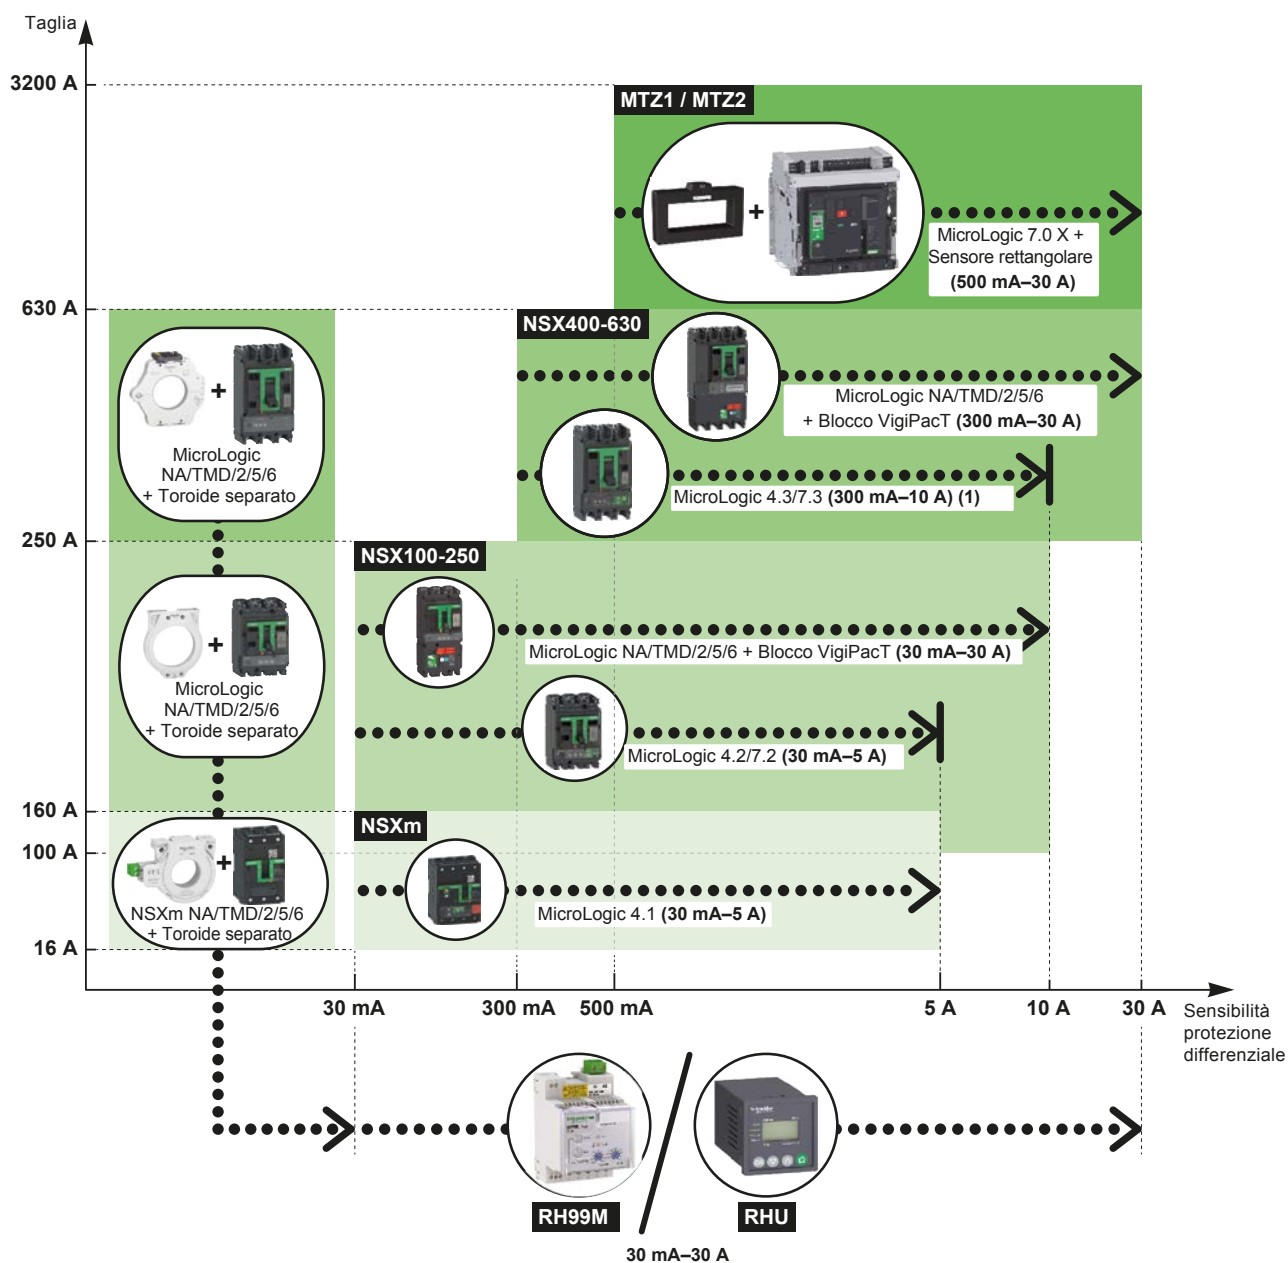 Taglia
3200 A
MTZ1 / MTZ2
+
MicroLogic 7.0 X +
Sensore rettangolare
(500 mA–30 A)
630 A
NSX400-630
+
MicroLogic
NA/TMD/2/5/6
+ Toroide separato
MicroLogic NA/TMD/2/5/6
+ Blocco VigiPacT (300 mA–30 A)
MicroLogic 4.3/7.3 (300 mA–10 A) (1)
250 A
NSX100-250
+
MicroLogic
NA/TMD/2/5/6
+ Toroide separato
MicroLogic NA/TMD/2/5/6 + Blocco VigiPacT (30 mA–30 A)
MicroLogic 4.2/7.2 (30 mA–5 A)
160 A
NSXm
100 A
+
NSXm NA/TMD/2/5/6
+ Toroide separato
MicroLogic 4.1 (30 mA–5 A)
16 A
30 mA
300 mA
500 mA
5 A
10 A
30 A
Sensibilità
protezione
differenziale
RH99M
RHU
30 mA–30 A